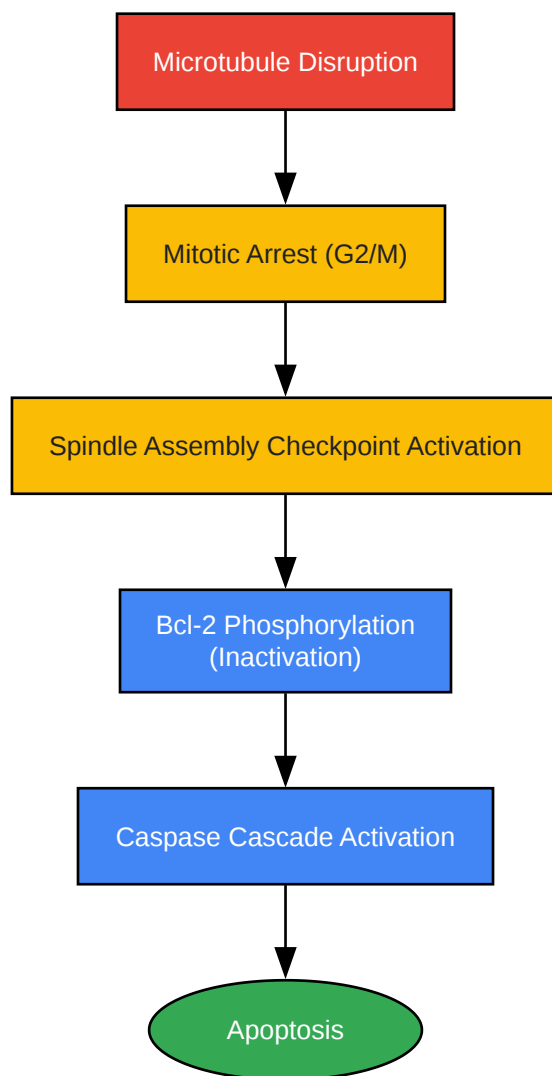 Microtubule Disruption
Mitotic Arrest (G2/M)
Spindle Assembly Checkpoint Activation
Bcl-2 Phosphorylation
(Inactivation)
Caspase Cascade Activation
Apoptosis